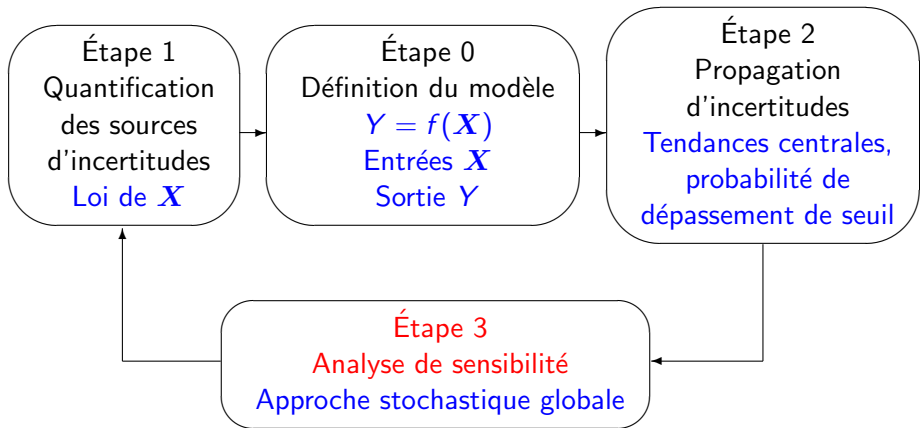 Étape 1
Quantification
des sources
d'incertitudes
Loi de X
Étape 0
Définition du modèle
Y = f(X)
Entrées X
Sortie Y
Étape 2
Propagation
d'incertitudes
Tendances centrales,
probabilité de
dépassement de seuil
Étape 3
Analyse de sensibilité
Approche stochastique globale